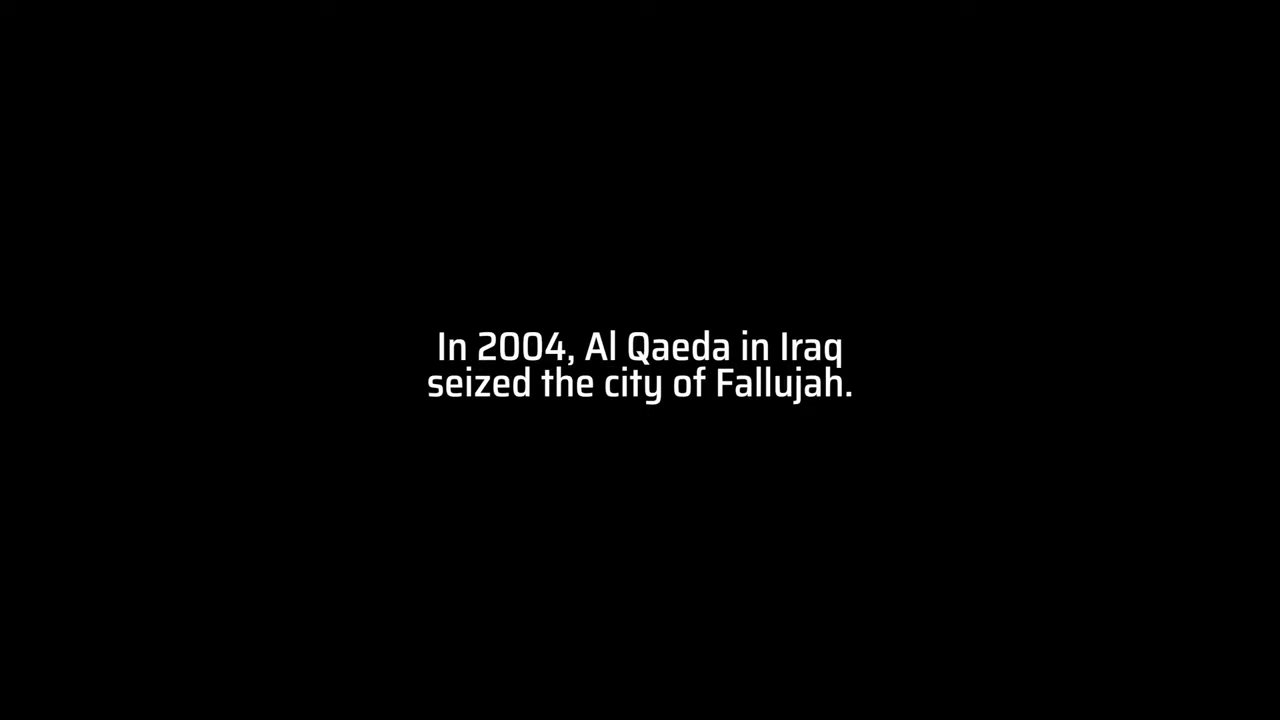 In 2004, Al Qaeda in Iraq
seized the city of Fallujah.